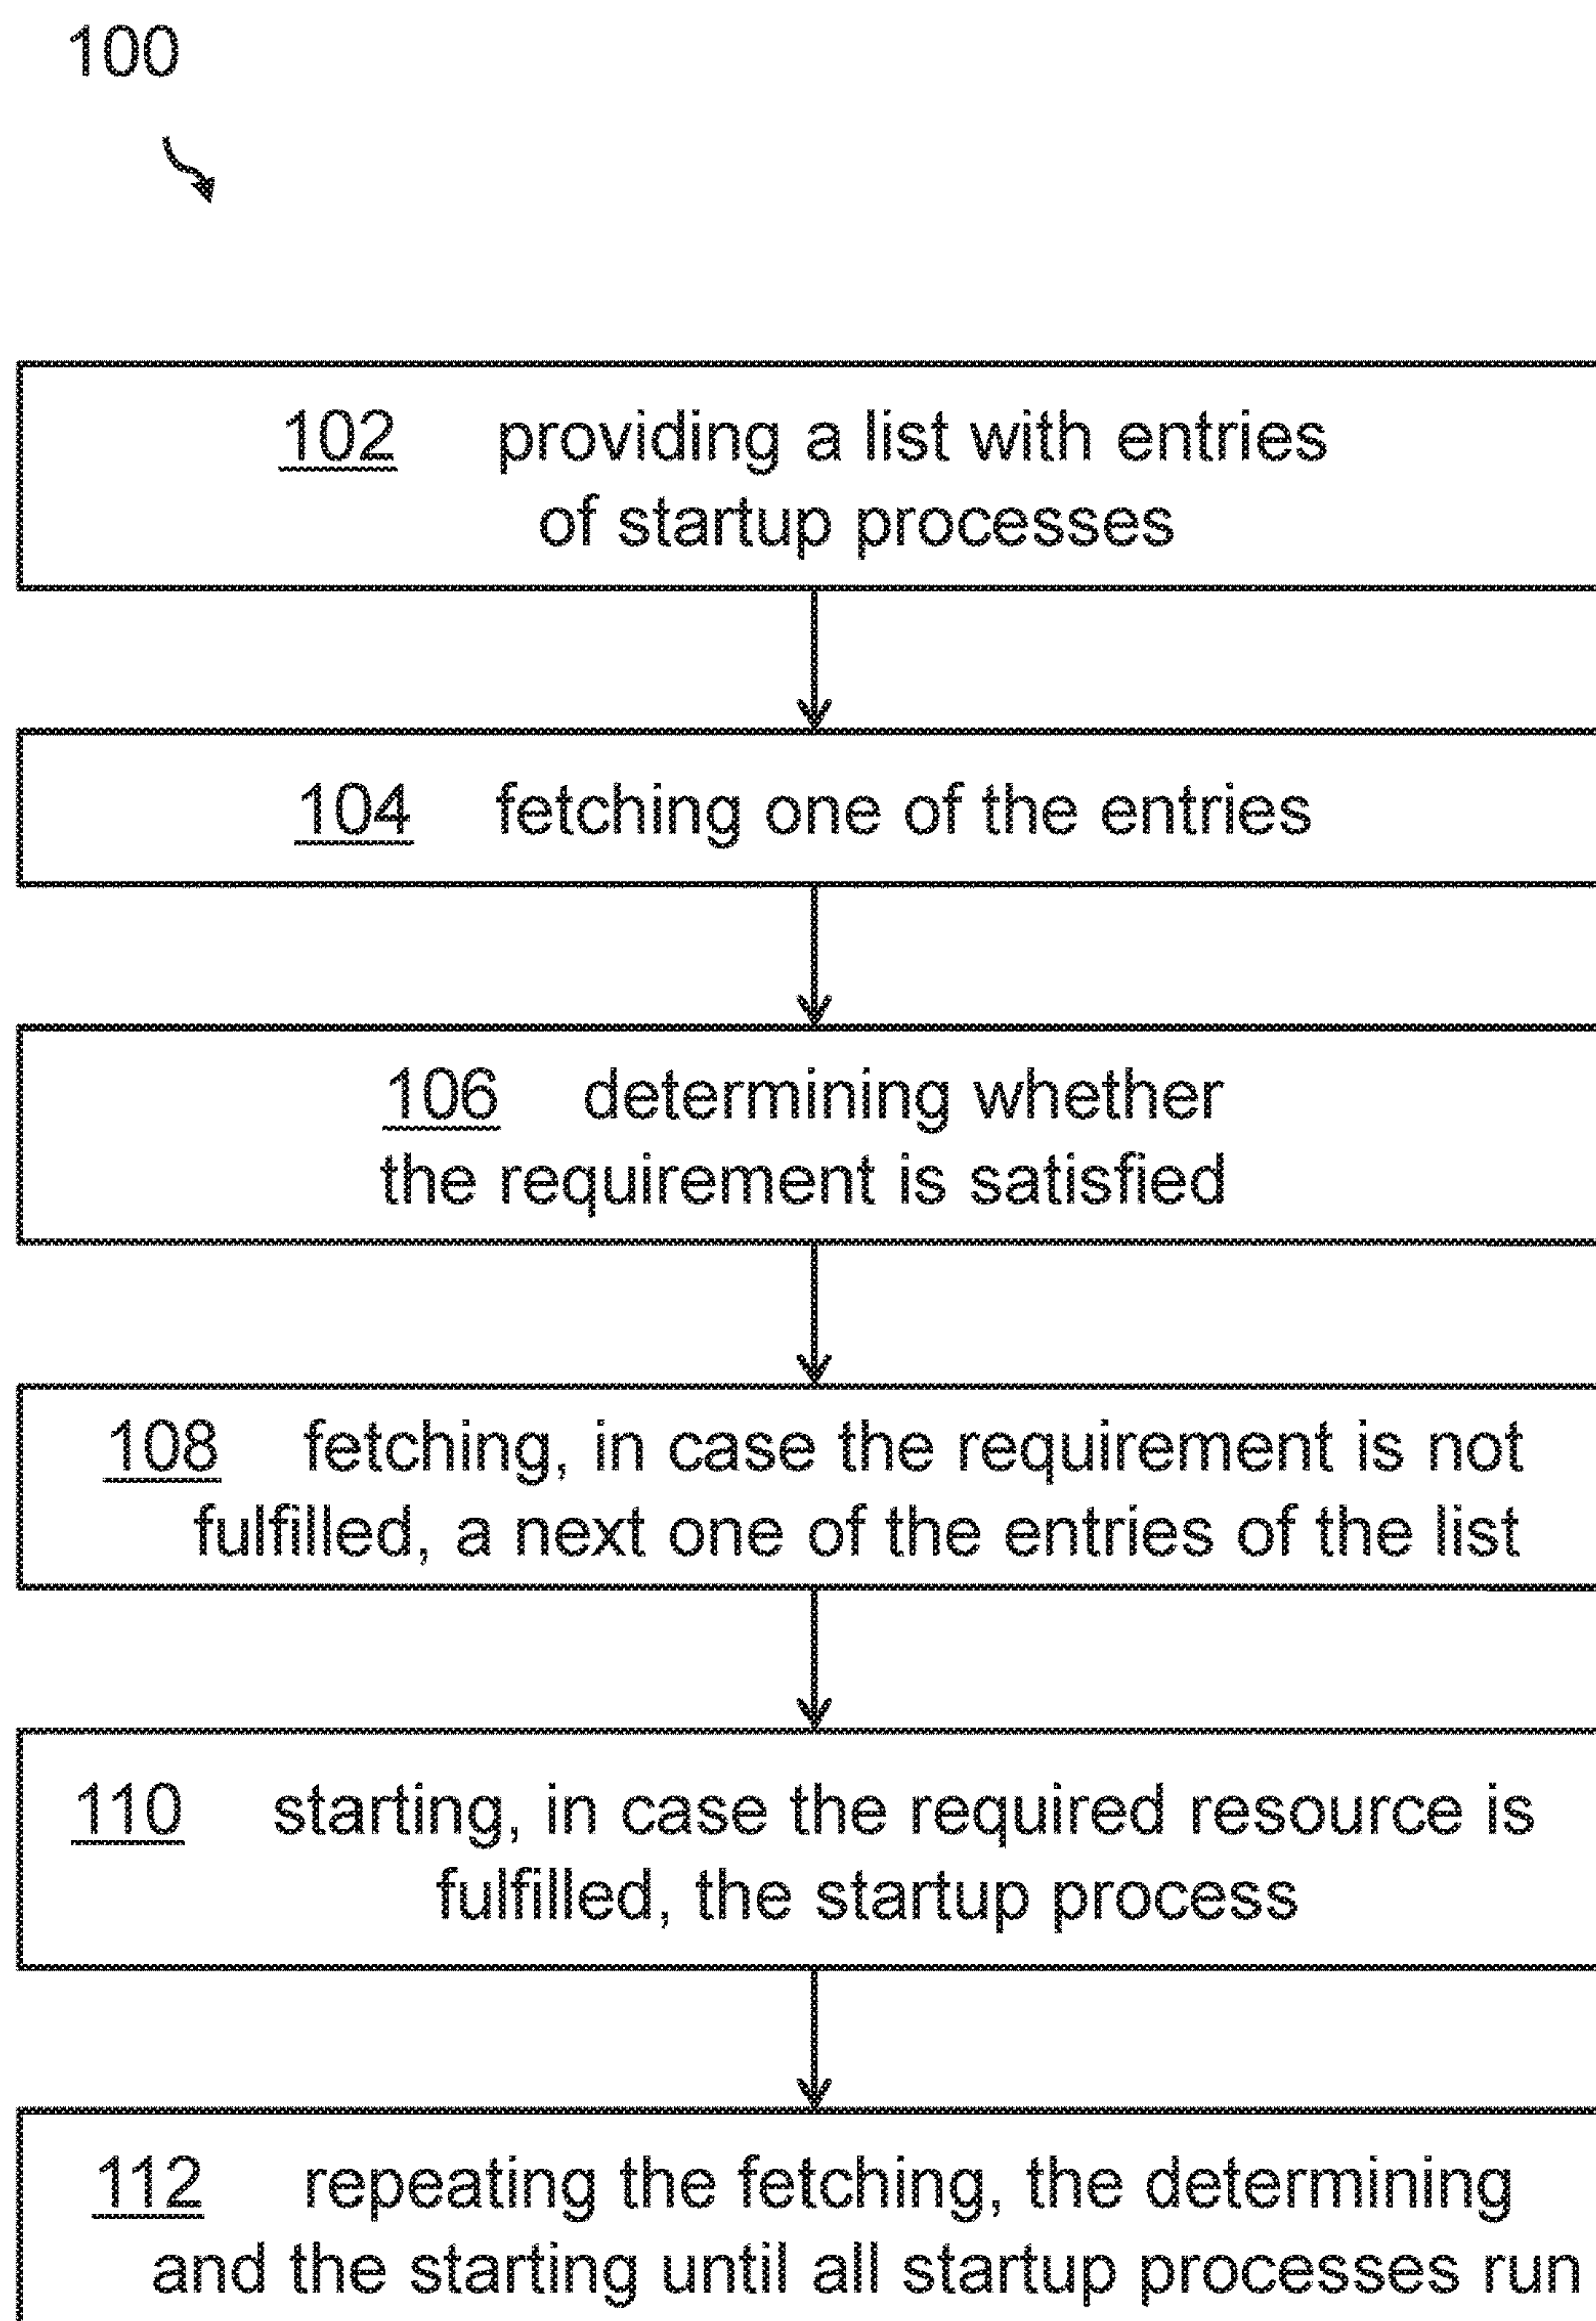 100
102 providing a list with entries
of startup processes
104 fetching one of the entries
106 determining whether
the requirement is satisfied
108 fetching, in case the requirement is not
fulfilled, a next one of the entries of the list
110 starting, in case the required resource is
fulfilled, the startup process
112 repeating the fetching, the determining
and the starting until all startup processes run